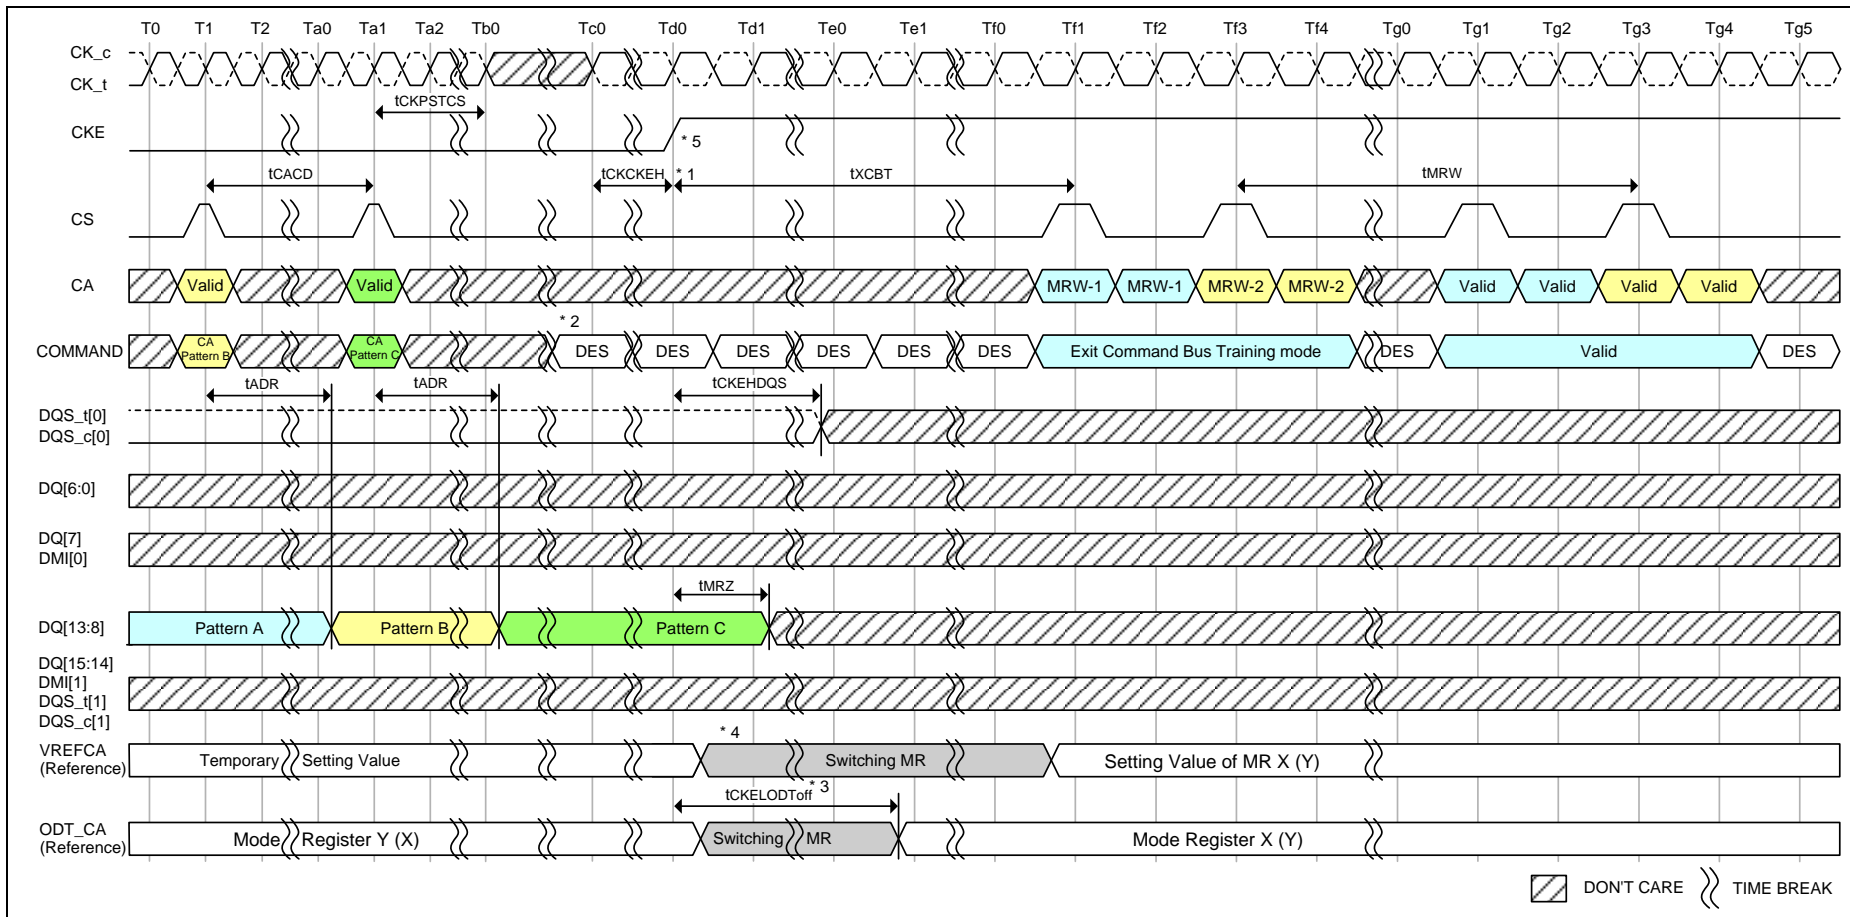 T0 T1 T2 Ta0 Ta1 Ta2 Tb0 Tc0 Td0 Td1 Te0 Te1 Tf0 Tf1 Tf2 Tf3 Tf4 Tg0 Tg1 Tg2 Tg3 Tg4 Tg5
CK_c
CK_t
tCKPSTCS
CKE
* 5
tCACD tCKCKEH * 1 tXCBT tMRW
CS
CA Valid Valid MRW-1 MRW-1 MRW-2 MRW-2 Valid Valid Valid Valid
* 2
COMMAND CA Pattern B CA Pattern C DES DES DES DES DES DES Exit Command Bus Training mode DES Valid DES
tADR tADR tCKEHDQS
DQS_t[0]
DQS_c[0]
DQ[6:0]
DQ[7]
DMI[0]
tMRZ
DQ[13:8] Pattern A Pattern B Pattern C
DQ[15:14]
DMI[1]
DQS_t[1]
DQS_c[1]
* 4
VREFCA
(Reference)
Temporary Setting Value Switching MR Setting Value of MR X (Y)
tCKELODToff * 3
ODT_CA
(Reference)
Mode Register Y (X) Switching MR Mode Register X (Y)
DON'T CARE TIME BREAK